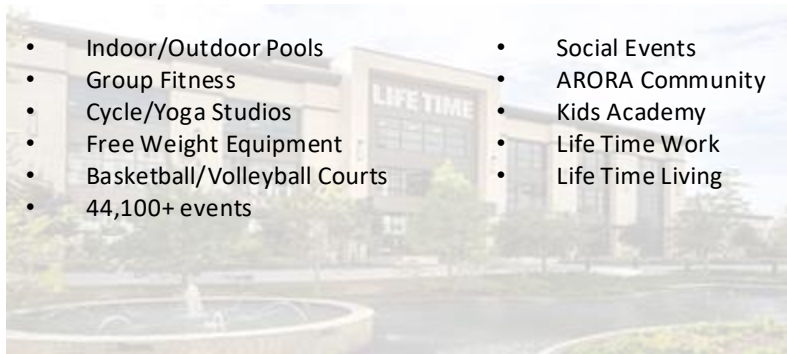 • Indoor/Outdoor Pools
• Group Fitness
• Cycle/Yoga Studios
• Free Weight Equipment
• Basketball/Volleyball Courts
• 44,100+ events
• Social Events
• ARORA Community
• Kids Academy
• Life Time Work
• Life Time Living
LIFE TIME